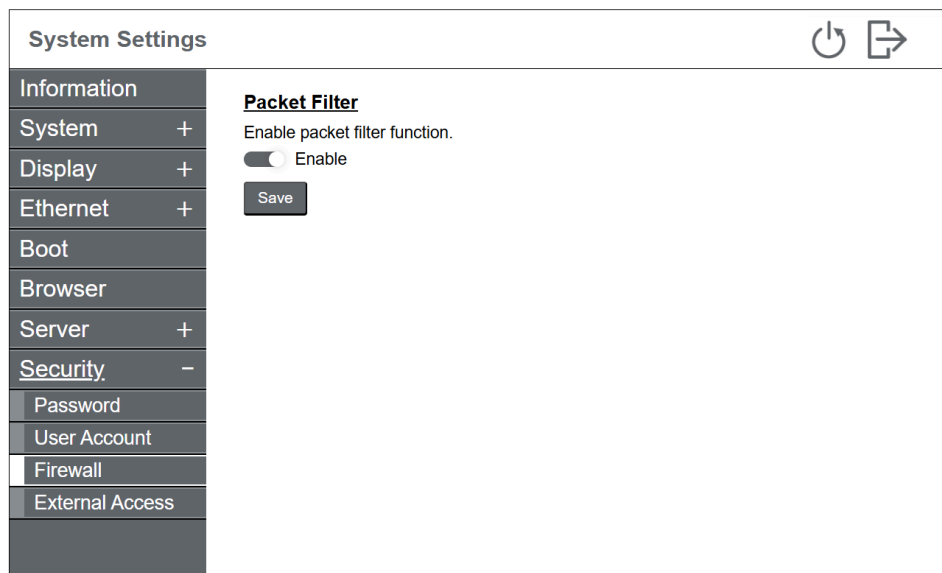 System Settings
Information
System +
Display +
Ethernet +
Boot
Browser
Server +
Security -
Password
User Account
Firewall
External Access
Packet Filter
Enable packet filter function.
Enable
Save